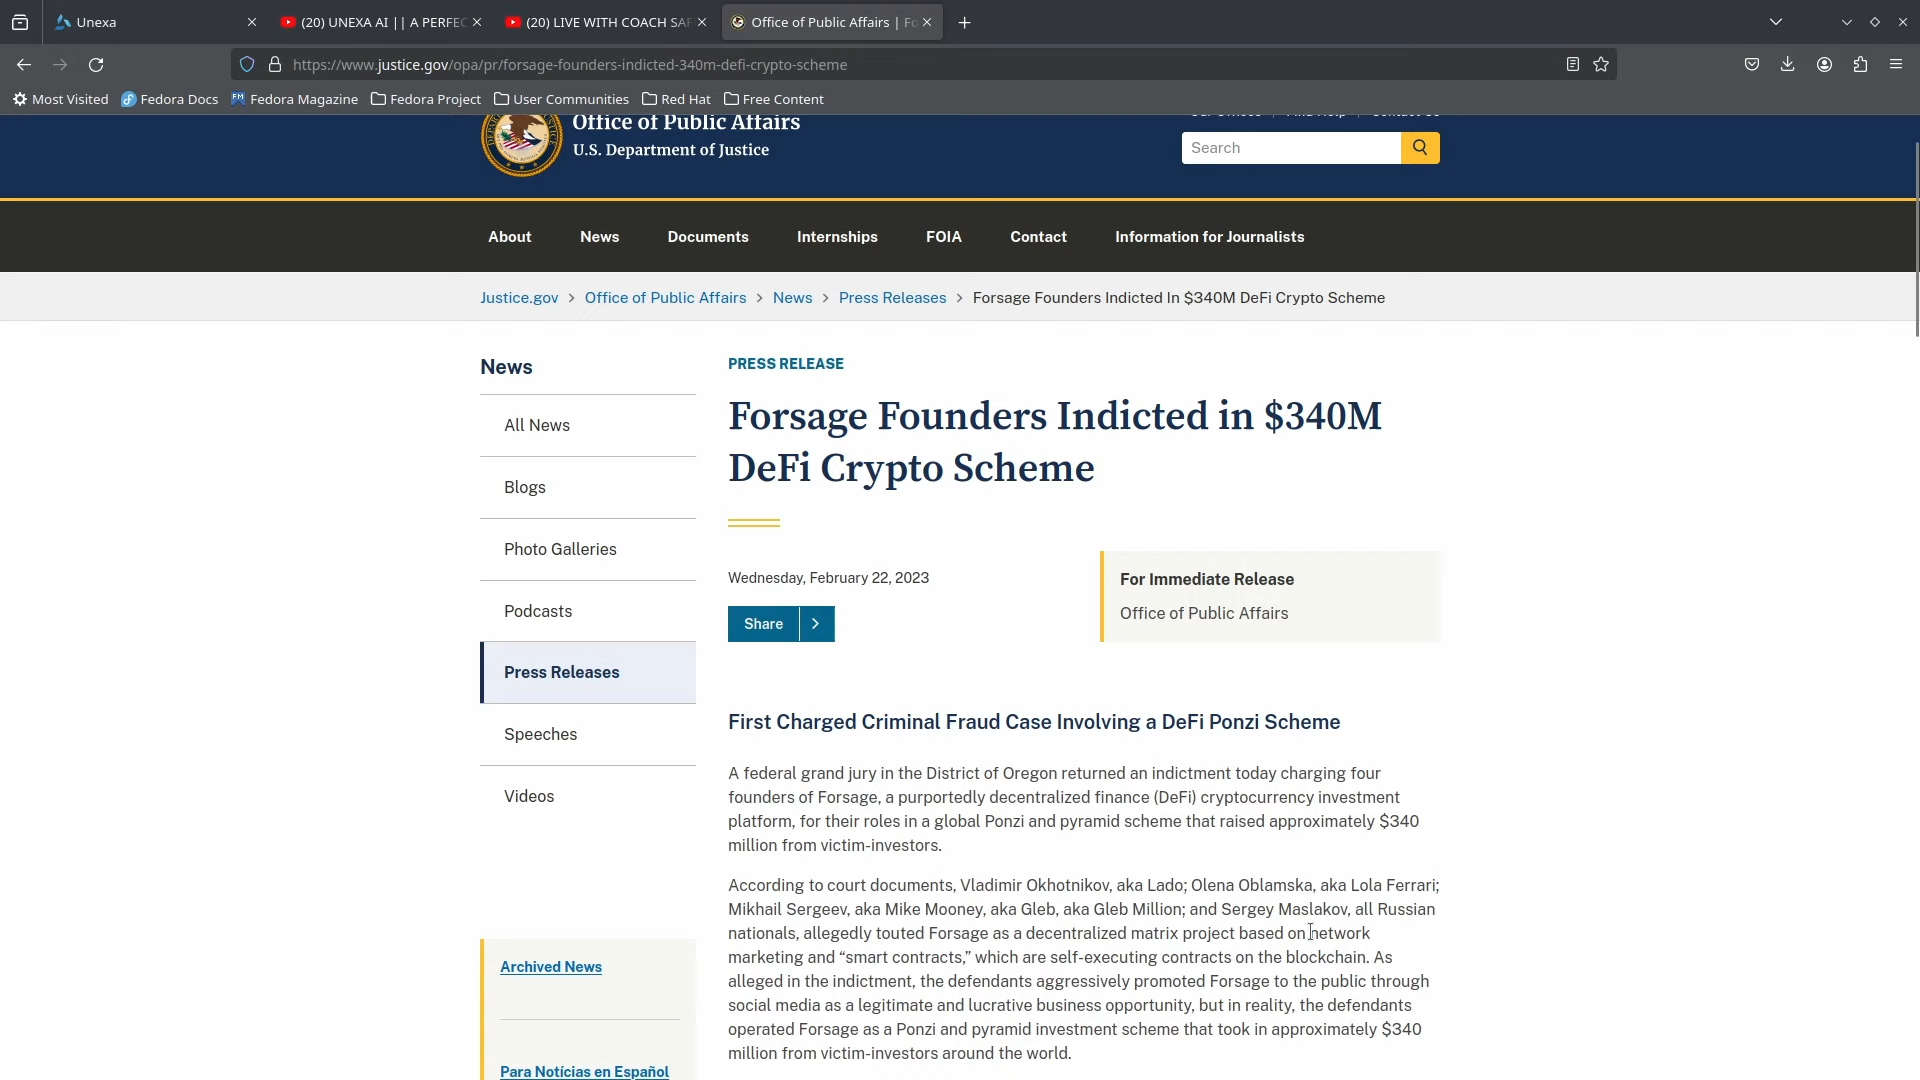 Unexa
(20) UNEXA AI || A PERFEC
(20) LIVE WITH COACH SAF
Office of Public Affairs | Fo
https://www.justice.gov/opa/pr/forsage-founders-indicted-340m-defi-crypto-scheme
Most Visited
Fedora Docs
Fedora Magazine
Fedora Project
User Communities
Red Hat
Free Content
Office of Public Affairs
U.S. Department of Justice
Search
About
News
Documents
Internships
FOIA
Contact
Information for Journalists
Justice.gov > Office of Public Affairs > News > Press Releases > Forsage Founders Indicted In $340M DeFi Crypto Scheme
News
All News
Blogs
Photo Galleries
Podcasts
Press Releases
Speeches
Videos
Archived News
Para Notícias en Español
PRESS RELEASE
Forsage Founders Indicted in $340M
DeFi Crypto Scheme
Wednesday, February 22, 2023
Share >
For Immediate Release
Office of Public Affairs
First Charged Criminal Fraud Case Involving a DeFi Ponzi Scheme
A federal grand jury in the District of Oregon returned an indictment today charging four
founders of Forsage, a purportedly decentralized finance (DeFi) cryptocurrency investment
platform, for their roles in a global Ponzi and pyramid scheme that raised approximately $340
million from victim-investors.
According to court documents, Vladimir Okhotnikov, aka Lado; Olena Oblamska, aka Lola Ferrari;
Mikhail Sergeev, aka Mike Mooney, aka Gleb, aka Gleb Million; and Sergey Maslakov, all Russian
nationals, allegedly touted Forsage as a decentralized matrix project based on network
marketing and “smart contracts,” which are self-executing contracts on the blockchain. As
alleged in the indictment, the defendants aggressively promoted Forsage to the public through
social media as a legitimate and lucrative business opportunity, but in reality, the defendants
operated Forsage as a Ponzi and pyramid investment scheme that took in approximately $340
million from victim-investors around the world.